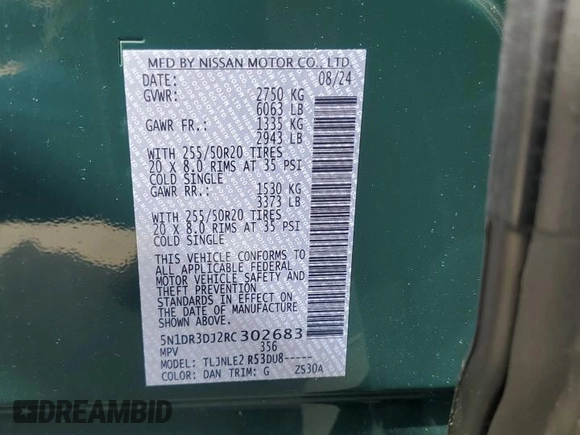 MFD BY NISSAN MOTOR CO., LTD.
DATE: 08/24
GVWR: 2750 KG
6063 LB
GAWR FR.: 1335 KG
2943 LB
WITH 255/50R20 TIRES
20 X 8.0 RIMS AT 35 PSI
COLD SINGLE
GAWR RR.: 1530 KG
3373 LB
WITH 255/50R20 TIRES
20 X 8.0 RIMS AT 35 PSI
COLD SINGLE
THIS VEHICLE CONFORMS TO
ALL APPLICABLE FEDERAL
MOTOR VEHICLE SAFETY AND
THEFT PREVENTION
STANDARDS IN EFFECT ON
THE DATE OF MANUFACTURE
SHOWN ABOVE.
5N1DR3DJ2RC302683
MPV 356
MODEL: TLJNLE2 R53DU8-----
COLOR: DAN TRIM: G ZS30A
DREAMBID